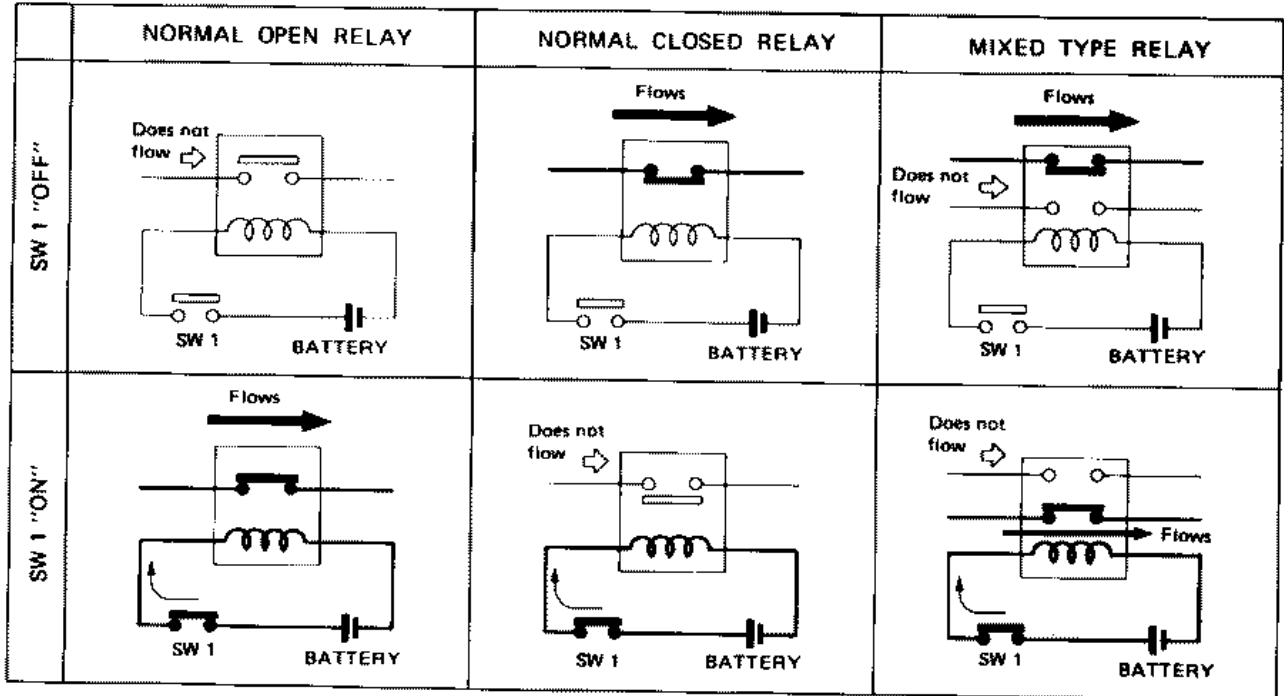 NORMAL OPEN RELAY
NORMAL CLOSED RELAY
MIXED TYPE RELAY
SW 1 "OFF"
Does not
flow
SW 1
BATTERY
Flows
SW 1
BATTERY
Flows
Does not
flow
SW 1
BATTERY
SW 1 "ON"
Flows
SW 1
BATTERY
Does not
flow
SW 1
BATTERY
Does not
flow
Flows
SW 1
BATTERY